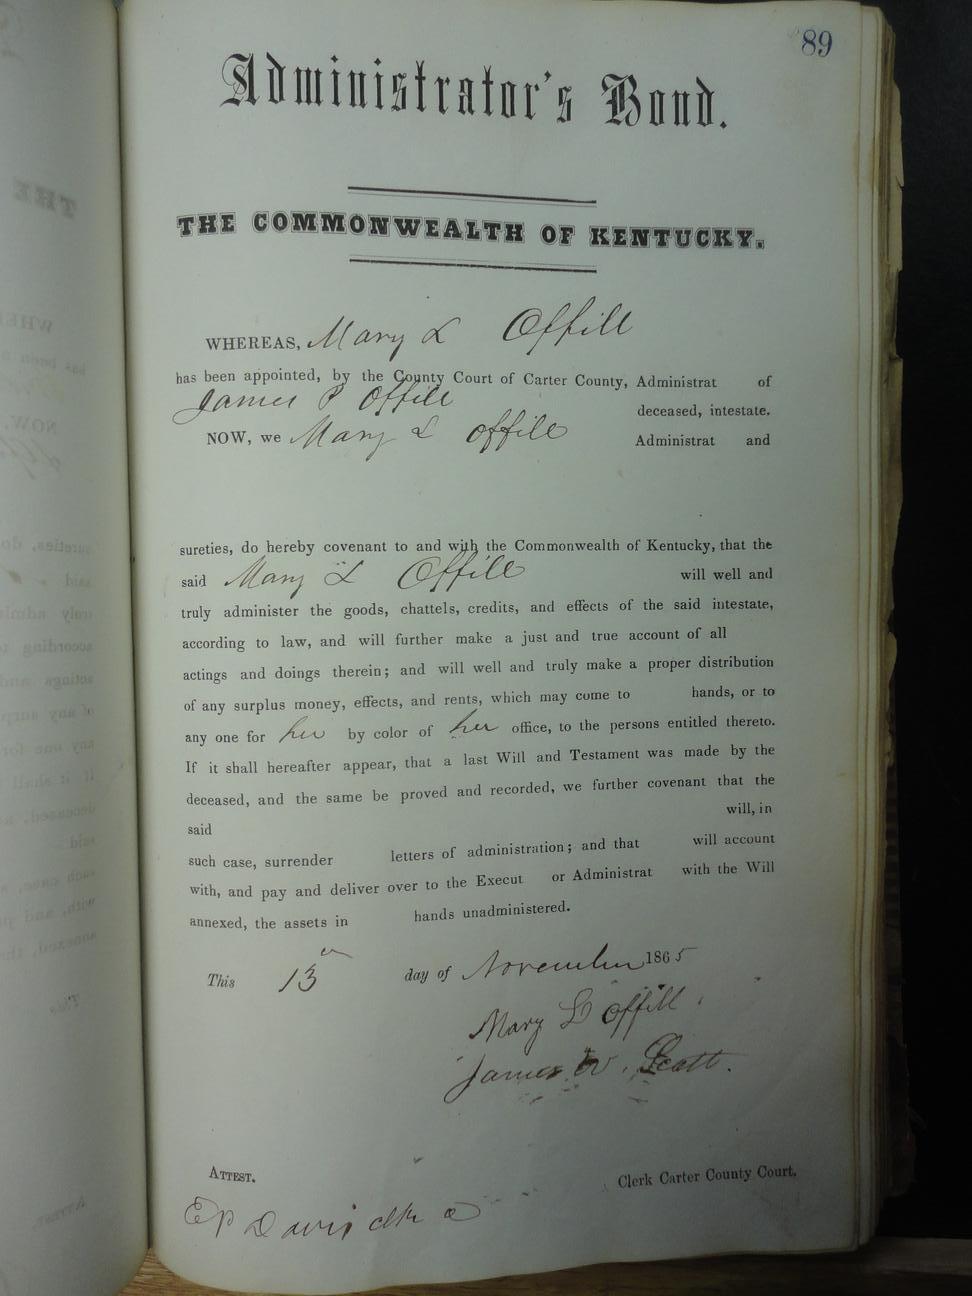 89
Administrator's Bond.
THE COMMONWEALTH OF KENTUCKY.
WHEREAS, Mary L Offill
has been appointed, by the County Court of Carter County, Administrat of
James P Offill deceased, intestate.
NOW, we Mary L Offill Administrat and
sureties, do hereby covenant to and with the Commonwealth of Kentucky, that the
said Mary L Offill will well and
truly administer the goods, chattels, credits, and effects of the said intestate,
according to law, and will further make a just and true account of all
actings and doings therein; and will well and truly make a proper distribution
of any surplus money, effects, and rents, which may come to hands, or to
any one for her by color of her office, to the persons entitled thereto.
If it shall hereafter appear, that a last Will and Testament was made by the
deceased, and the same be proved and recorded, we further covenant that the
said will, in
such case, surrender letters of administration; and that will account
with, and pay and deliver over to the Execut or Administrat with the Will
annexed, the assets in hands unadministered.
This 13 day of November 1865
Mary L Offill
James W. Scott.
ATTEST. Clerk Carter County Court.
E P Davis clk